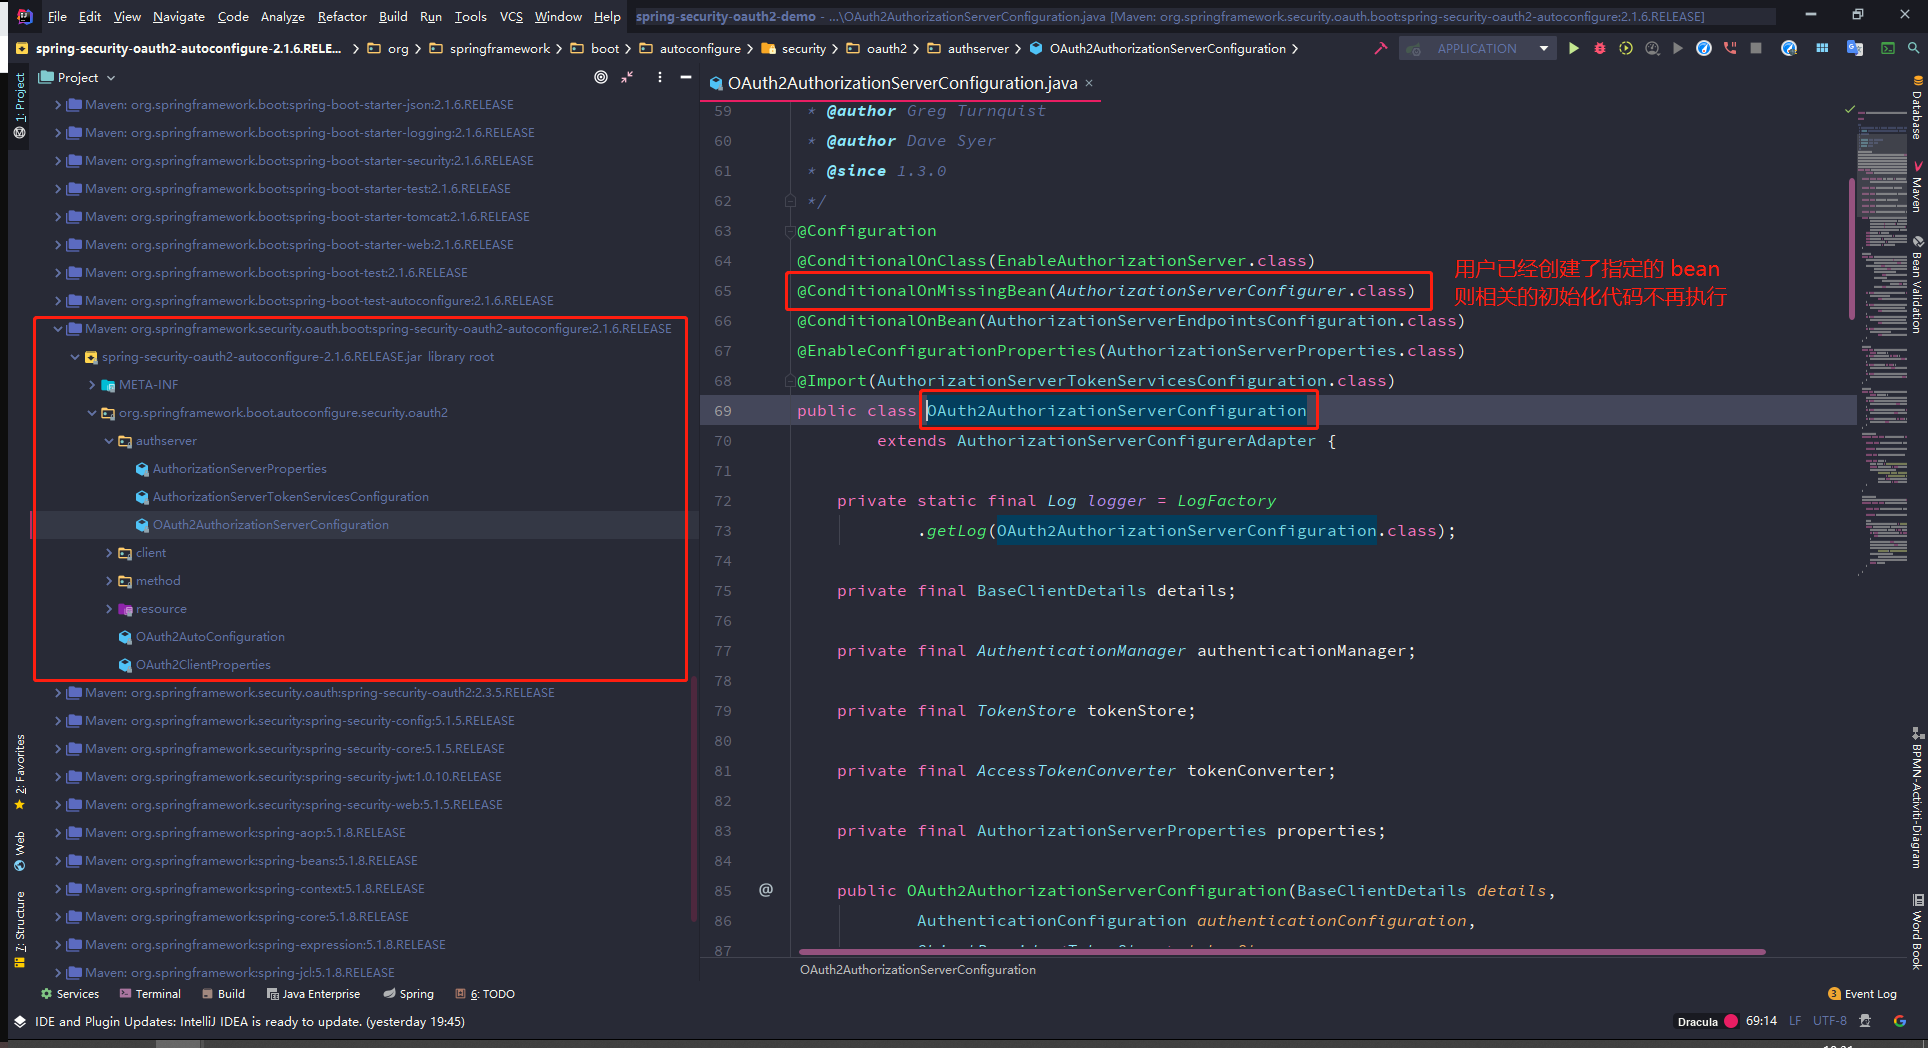 File Edit View Navigate Code Analyze Refactor Build Run Tools VCS Window Help spring-security-oauth2-demo - ...\OAuth2AuthorizationServerConfiguration.java [Maven: org.springframework.security.oauth.boot:spring-security-oauth2-autoconfigure:2.1.6.RELEASE]
spring-security-oauth2-autoconfigure-2.1.6.RELE... org springframework boot autoconfigure security oauth2 authserver OAuth2AuthorizationServerConfiguration APPLICATION
Project
OAuth2AuthorizationServerConfiguration.java
Maven: org.springframework.boot:spring-boot-starter-json:2.1.6.RELEASE
Maven: org.springframework.boot:spring-boot-starter-logging:2.1.6.RELEASE
Maven: org.springframework.boot:spring-boot-starter-security:2.1.6.RELEASE
Maven: org.springframework.boot:spring-boot-starter-test:2.1.6.RELEASE
Maven: org.springframework.boot:spring-boot-starter-tomcat:2.1.6.RELEASE
Maven: org.springframework.boot:spring-boot-starter-web:2.1.6.RELEASE
Maven: org.springframework.boot:spring-boot-test:2.1.6.RELEASE
Maven: org.springframework.boot:spring-boot-test-autoconfigure:2.1.6.RELEASE
Maven: org.springframework.security.oauth.boot:spring-security-oauth2-autoconfigure:2.1.6.RELEASE
spring-security-oauth2-autoconfigure-2.1.6.RELEASE.jar library root
META-INF
org.springframework.boot.autoconfigure.security.oauth2
authserver
AuthorizationServerProperties
AuthorizationServerTokenServicesConfiguration
OAuth2AuthorizationServerConfiguration
client
method
resource
OAuth2AutoConfiguration
OAuth2ClientProperties
Maven: org.springframework.security.oauth:spring-security-oauth2:2.3.5.RELEASE
Maven: org.springframework.security:spring-security-config:5.1.5.RELEASE
Maven: org.springframework.security:spring-security-core:5.1.5.RELEASE
Maven: org.springframework.security:spring-security-jwt:1.0.10.RELEASE
Maven: org.springframework.security:spring-security-web:5.1.5.RELEASE
Maven: org.springframework:spring-aop:5.1.8.RELEASE
Maven: org.springframework:spring-beans:5.1.8.RELEASE
Maven: org.springframework:spring-context:5.1.8.RELEASE
Maven: org.springframework:spring-core:5.1.8.RELEASE
Maven: org.springframework:spring-expression:5.1.8.RELEASE
Maven: org.springframework:spring-jcl:5.1.8.RELEASE
59 * @author Greg Turnquist
60 * @author Dave Syer
61 * @since 1.3.0
62 */
63 @Configuration
64 @ConditionalOnClass(EnableAuthorizationServer.class)
65 @ConditionalOnMissingBean(AuthorizationServerConfigurer.class)
66 @ConditionalOnBean(AuthorizationServerEndpointsConfiguration.class)
67 @EnableConfigurationProperties(AuthorizationServerProperties.class)
68 @Import(AuthorizationServerTokenServicesConfiguration.class)
69 public class OAuth2AuthorizationServerConfiguration
70 extends AuthorizationServerConfigurerAdapter {
71
72 private static final Log logger = LogFactory
73 .getLog(OAuth2AuthorizationServerConfiguration.class);
74
75 private final BaseClientDetails details;
76
77 private final AuthenticationManager authenticationManager;
78
79 private final TokenStore tokenStore;
80
81 private final AccessTokenConverter tokenConverter;
82
83 private final AuthorizationServerProperties properties;
84
85 @ public OAuth2AuthorizationServerConfiguration(BaseClientDetails details,
86 AuthenticationConfiguration authenticationConfiguration,
87
用户已经创建了指定的 bean
则相关的初始化代码不再执行
OAuth2AuthorizationServerConfiguration
1: Project
2: Favorites
Web
7: Structure
Database
Maven
Bean Validation
BPMN-Activiti-Diagram
Word Book
Services Terminal Build Java Enterprise Spring 6: TODO 3 Event Log
IDE and Plugin Updates: IntelliJ IDEA is ready to update. (yesterday 19:45) Dracula 69:14 LF UTF-8